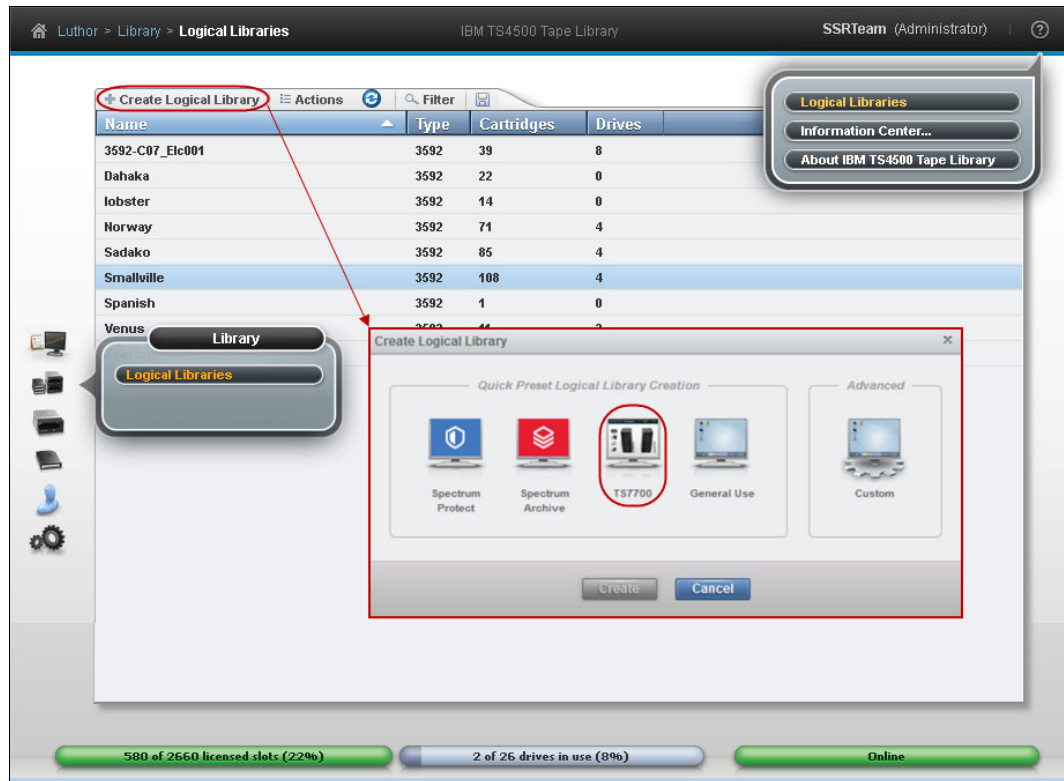 Luthor > Library > Logical Libraries
IBM TS4500 Tape Library
SSRTeam (Administrator)
?
Create Logical Library
Actions
Filter
Logical Libraries
Information Center...
About IBM TS4500 Tape Library
Name Type Cartridges Drives
3592-C07_Elc001 3592 39 8
Dahaka 3592 22 0
lobster 3592 14 0
Norway 3592 71 4
Sadako 3592 85 4
Smallville 3592 108 4
Spanish 3592 1 0
Venus
Library
Logical Libraries
Create Logical Library
Quick Preset Logical Library Creation
Advanced
Spectrum Protect
Spectrum Archive
TS7700
General Use
Custom
Create
Cancel
580 of 2660 licensed slots (22%)
2 of 26 drives in use (8%)
Online